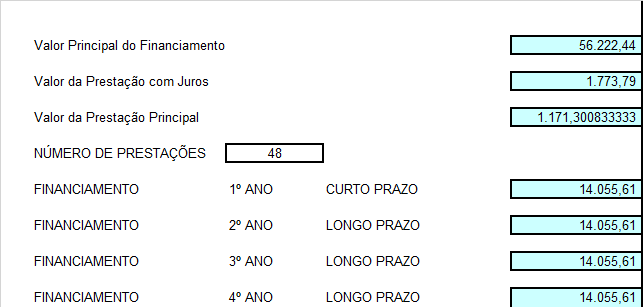 Valor Principal do Financiamento 56.222,44
Valor da Prestação com Juros 1.773,79
Valor da Prestação Principal 1.171,300833333
NÚMERO DE PRESTAÇÕES 48
FINANCIAMENTO 1º ANO CURTO PRAZO 14.055,61
FINANCIAMENTO 2º ANO LONGO PRAZO 14.055,61
FINANCIAMENTO 3º ANO LONGO PRAZO 14.055,61
FINANCIAMENTO 4º ANO LONGO PRAZO 14.055,61